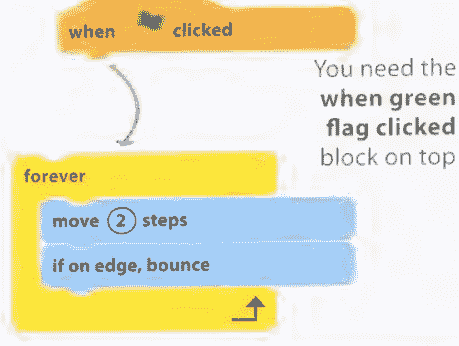 when clicked
You need the
when green
flag clicked
block on top
forever
move 2 steps
if on edge, bounce